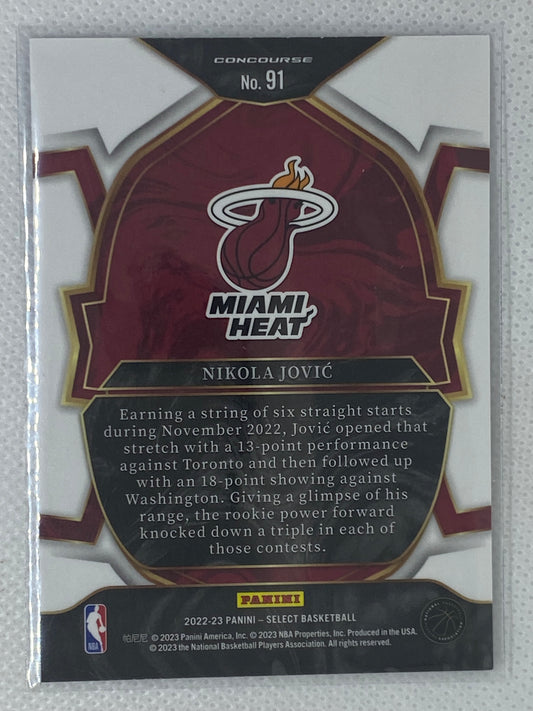 CONCOURSE
No. 91
MIAMI
HEAT
NIKOLA JOVIĆ
Earning a string of six straight starts
during November 2022, Jović opened that
stretch with a 13-point performance
against Toronto and then followed up
with an 18-point showing against
Washington. Giving a glimpse of his
range, the rookie power forward
knocked down a triple in each of
those contests.
PANINI
2022-23 PANINI – SELECT BASKETBALL
帕尼尼 © 2023 Panini America, Inc. © 2023 NBA Properties, Inc. Produced in the USA.
© 2023 the National Basketball Players Association. All rights reserved.
NBA